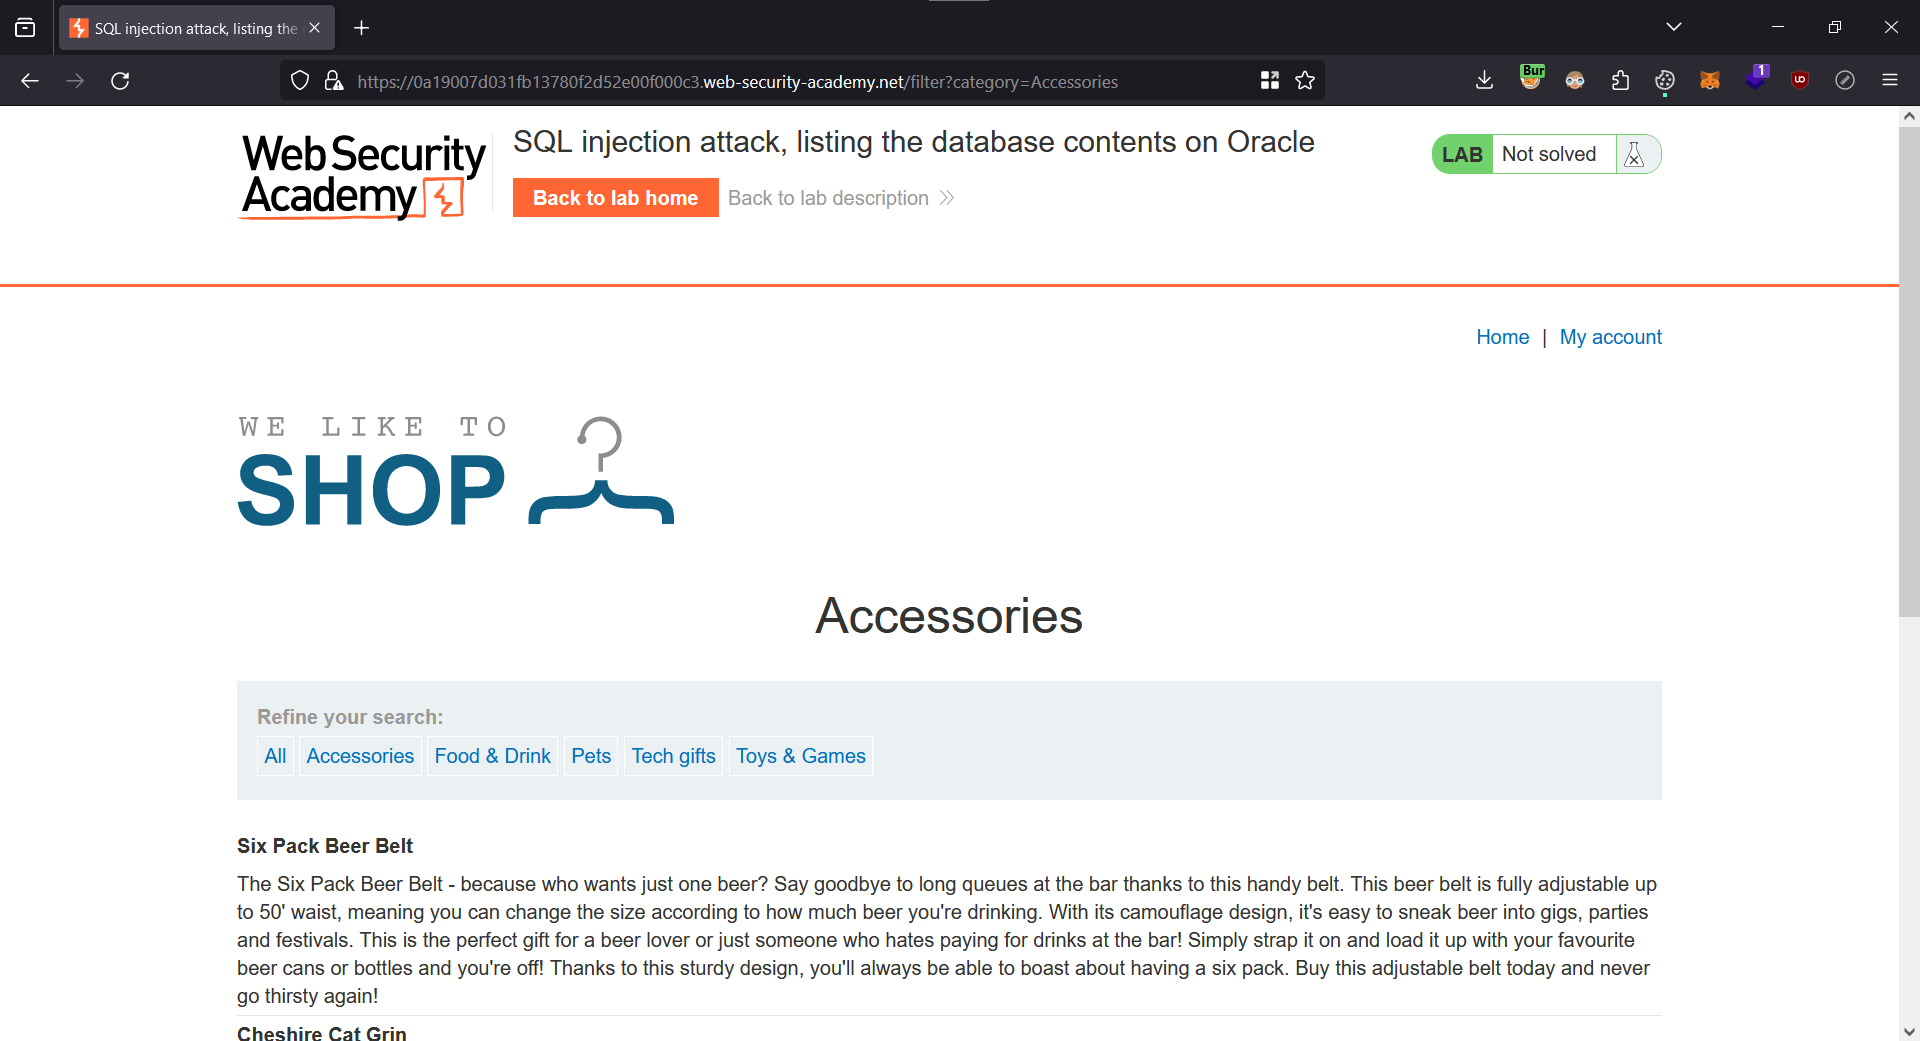 SQL injection attack, listing the
https://0a19007d031fb13780f2d52e00f000c3.web-security-academy.net/filter?category=Accessories
Bur
1
Web Security
Academy
SQL injection attack, listing the database contents on Oracle
Back to lab home
Back to lab description
LAB
Not solved
Home | My account
WE LIKE TO
SHOP
Accessories
Refine your search:
All
Accessories
Food & Drink
Pets
Tech gifts
Toys & Games
Six Pack Beer Belt
The Six Pack Beer Belt - because who wants just one beer? Say goodbye to long queues at the bar thanks to this handy belt. This beer belt is fully adjustable up
to 50' waist, meaning you can change the size according to how much beer you're drinking. With its camouflage design, it's easy to sneak beer into gigs, parties
and festivals. This is the perfect gift for a beer lover or just someone who hates paying for drinks at the bar! Simply strap it on and load it up with your favourite
beer cans or bottles and you're off! Thanks to this sturdy design, you'll always be able to boast about having a six pack. Buy this adjustable belt today and never
go thirsty again!
Cheshire Cat Grin